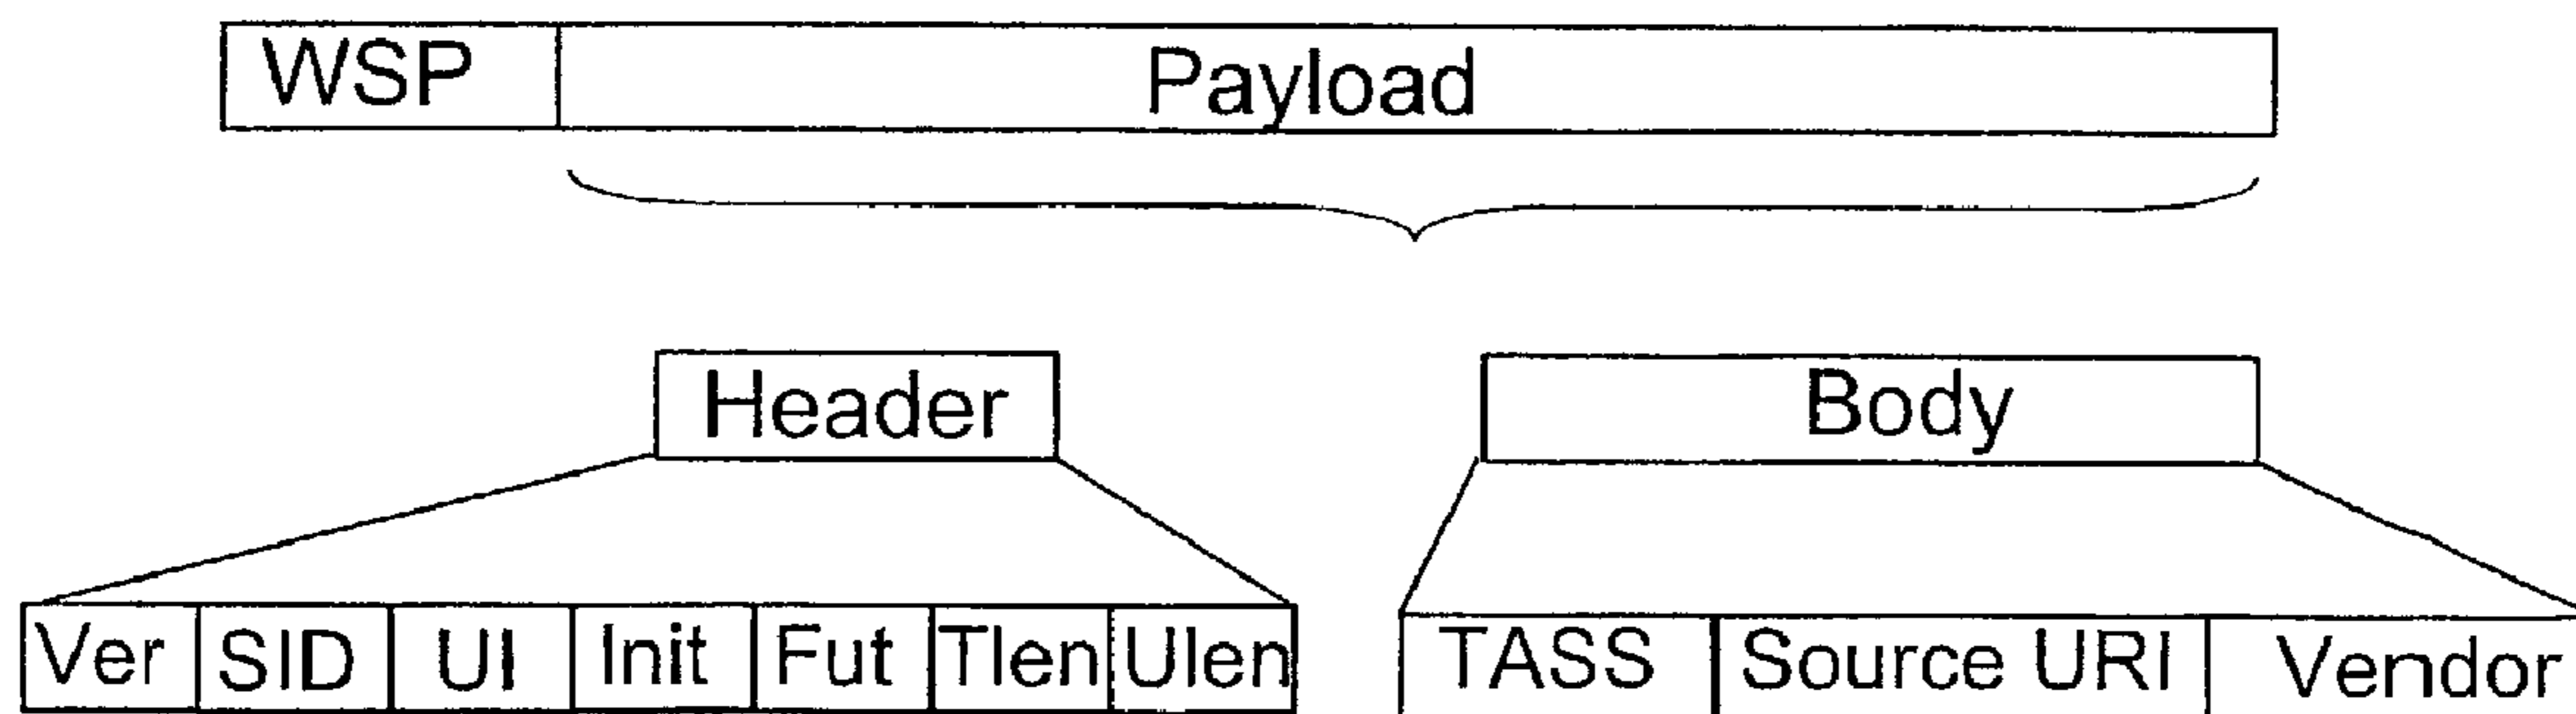 WSP Payload
Header Body
Ver SID UI Init Fut Tlen Ulen TASS Source URI Vendor